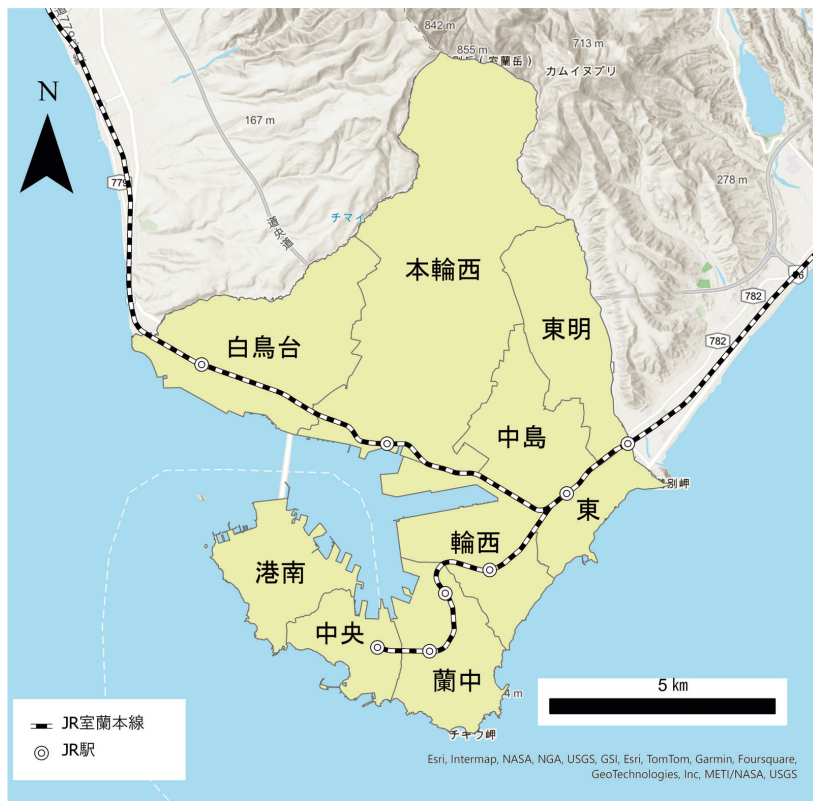 842 m
855 m
713 m
カムイヌプリ
N
167 m
779
278 m
チマイ
道央道
本輪西
782
東明
782
白鳥台
中島
別岬
東
輪西
港南
中央
蘭中
5 km
4 m
JR室蘭本線
JR駅
チキウ岬
Esri, Intermap, NASA, NGA, USGS, GSI, Esri, TomTom, Garmin, Foursquare,
GeoTechnologies, Inc, METI/NASA, USGS